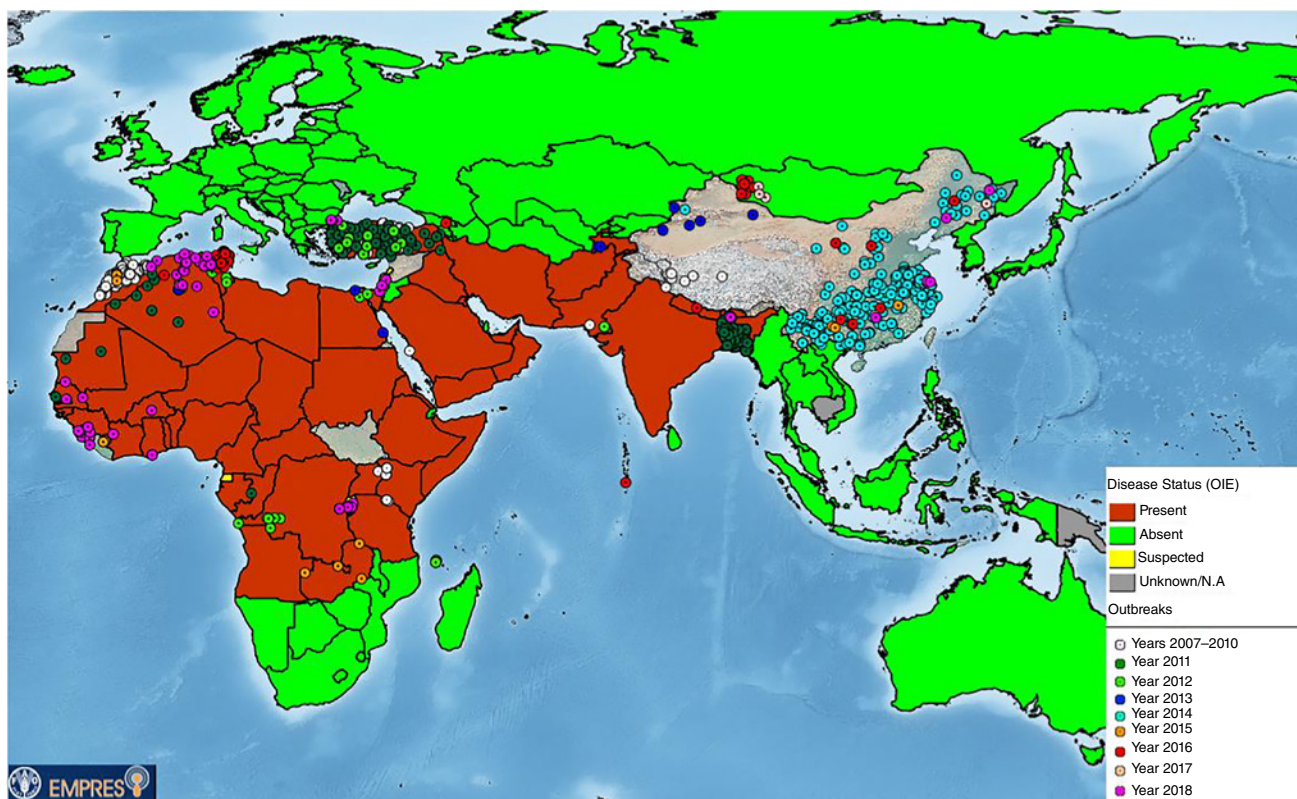 Disease Status (OIE)
Present
Absent
Suspected
Unknown/N.A
Outbreaks
Years 2007–2010
Year 2011
Year 2012
Year 2013
Year 2014
Year 2015
Year 2016
Year 2017
Year 2018
EMPRES